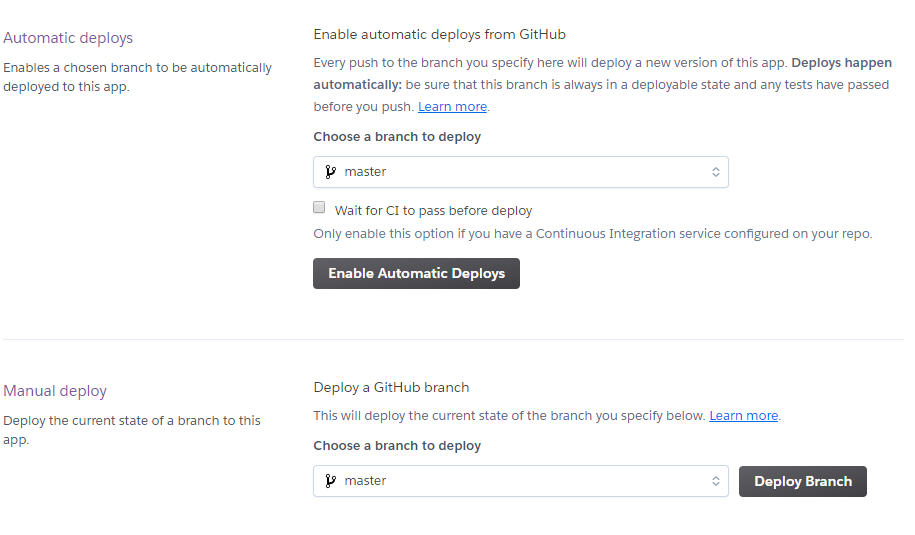 Automatic deploys
Enables a chosen branch to be automatically
deployed to this app.
Enable automatic deploys from GitHub
Every push to the branch you specify here will deploy a new version of this app. Deploys happen
automatically: be sure that this branch is always in a deployable state and any tests have passed
before you push. Learn more.
Choose a branch to deploy
master
Wait for CI to pass before deploy
Only enable this option if you have a Continuous Integration service configured on your repo.
Enable Automatic Deploys
Manual deploy
Deploy the current state of a branch to this
app.
Deploy a GitHub branch
This will deploy the current state of the branch you specify below. Learn more.
Choose a branch to deploy
master
Deploy Branch